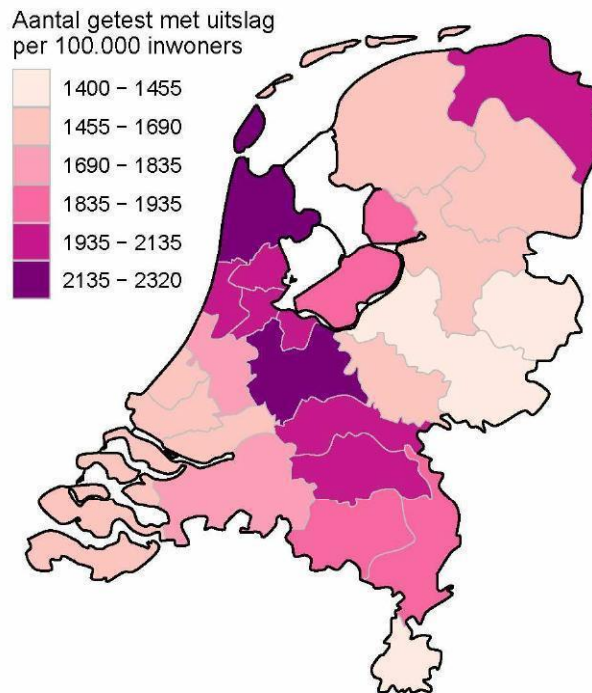 Aantal getest met uitslag
per 100.000 inwoners
1400 – 1455
1455 – 1690
1690 – 1835
1835 – 1935
1935 – 2135
2135 – 2320